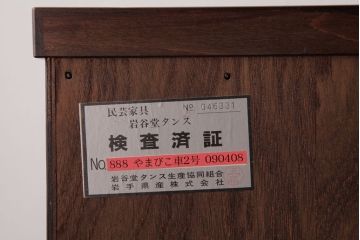 民芸家具 № 346331
岩谷堂タンス
検査済証
No. 888 やまびこ車2号 090408
岩谷堂タンス生産協同組合
岩手県産株式会社